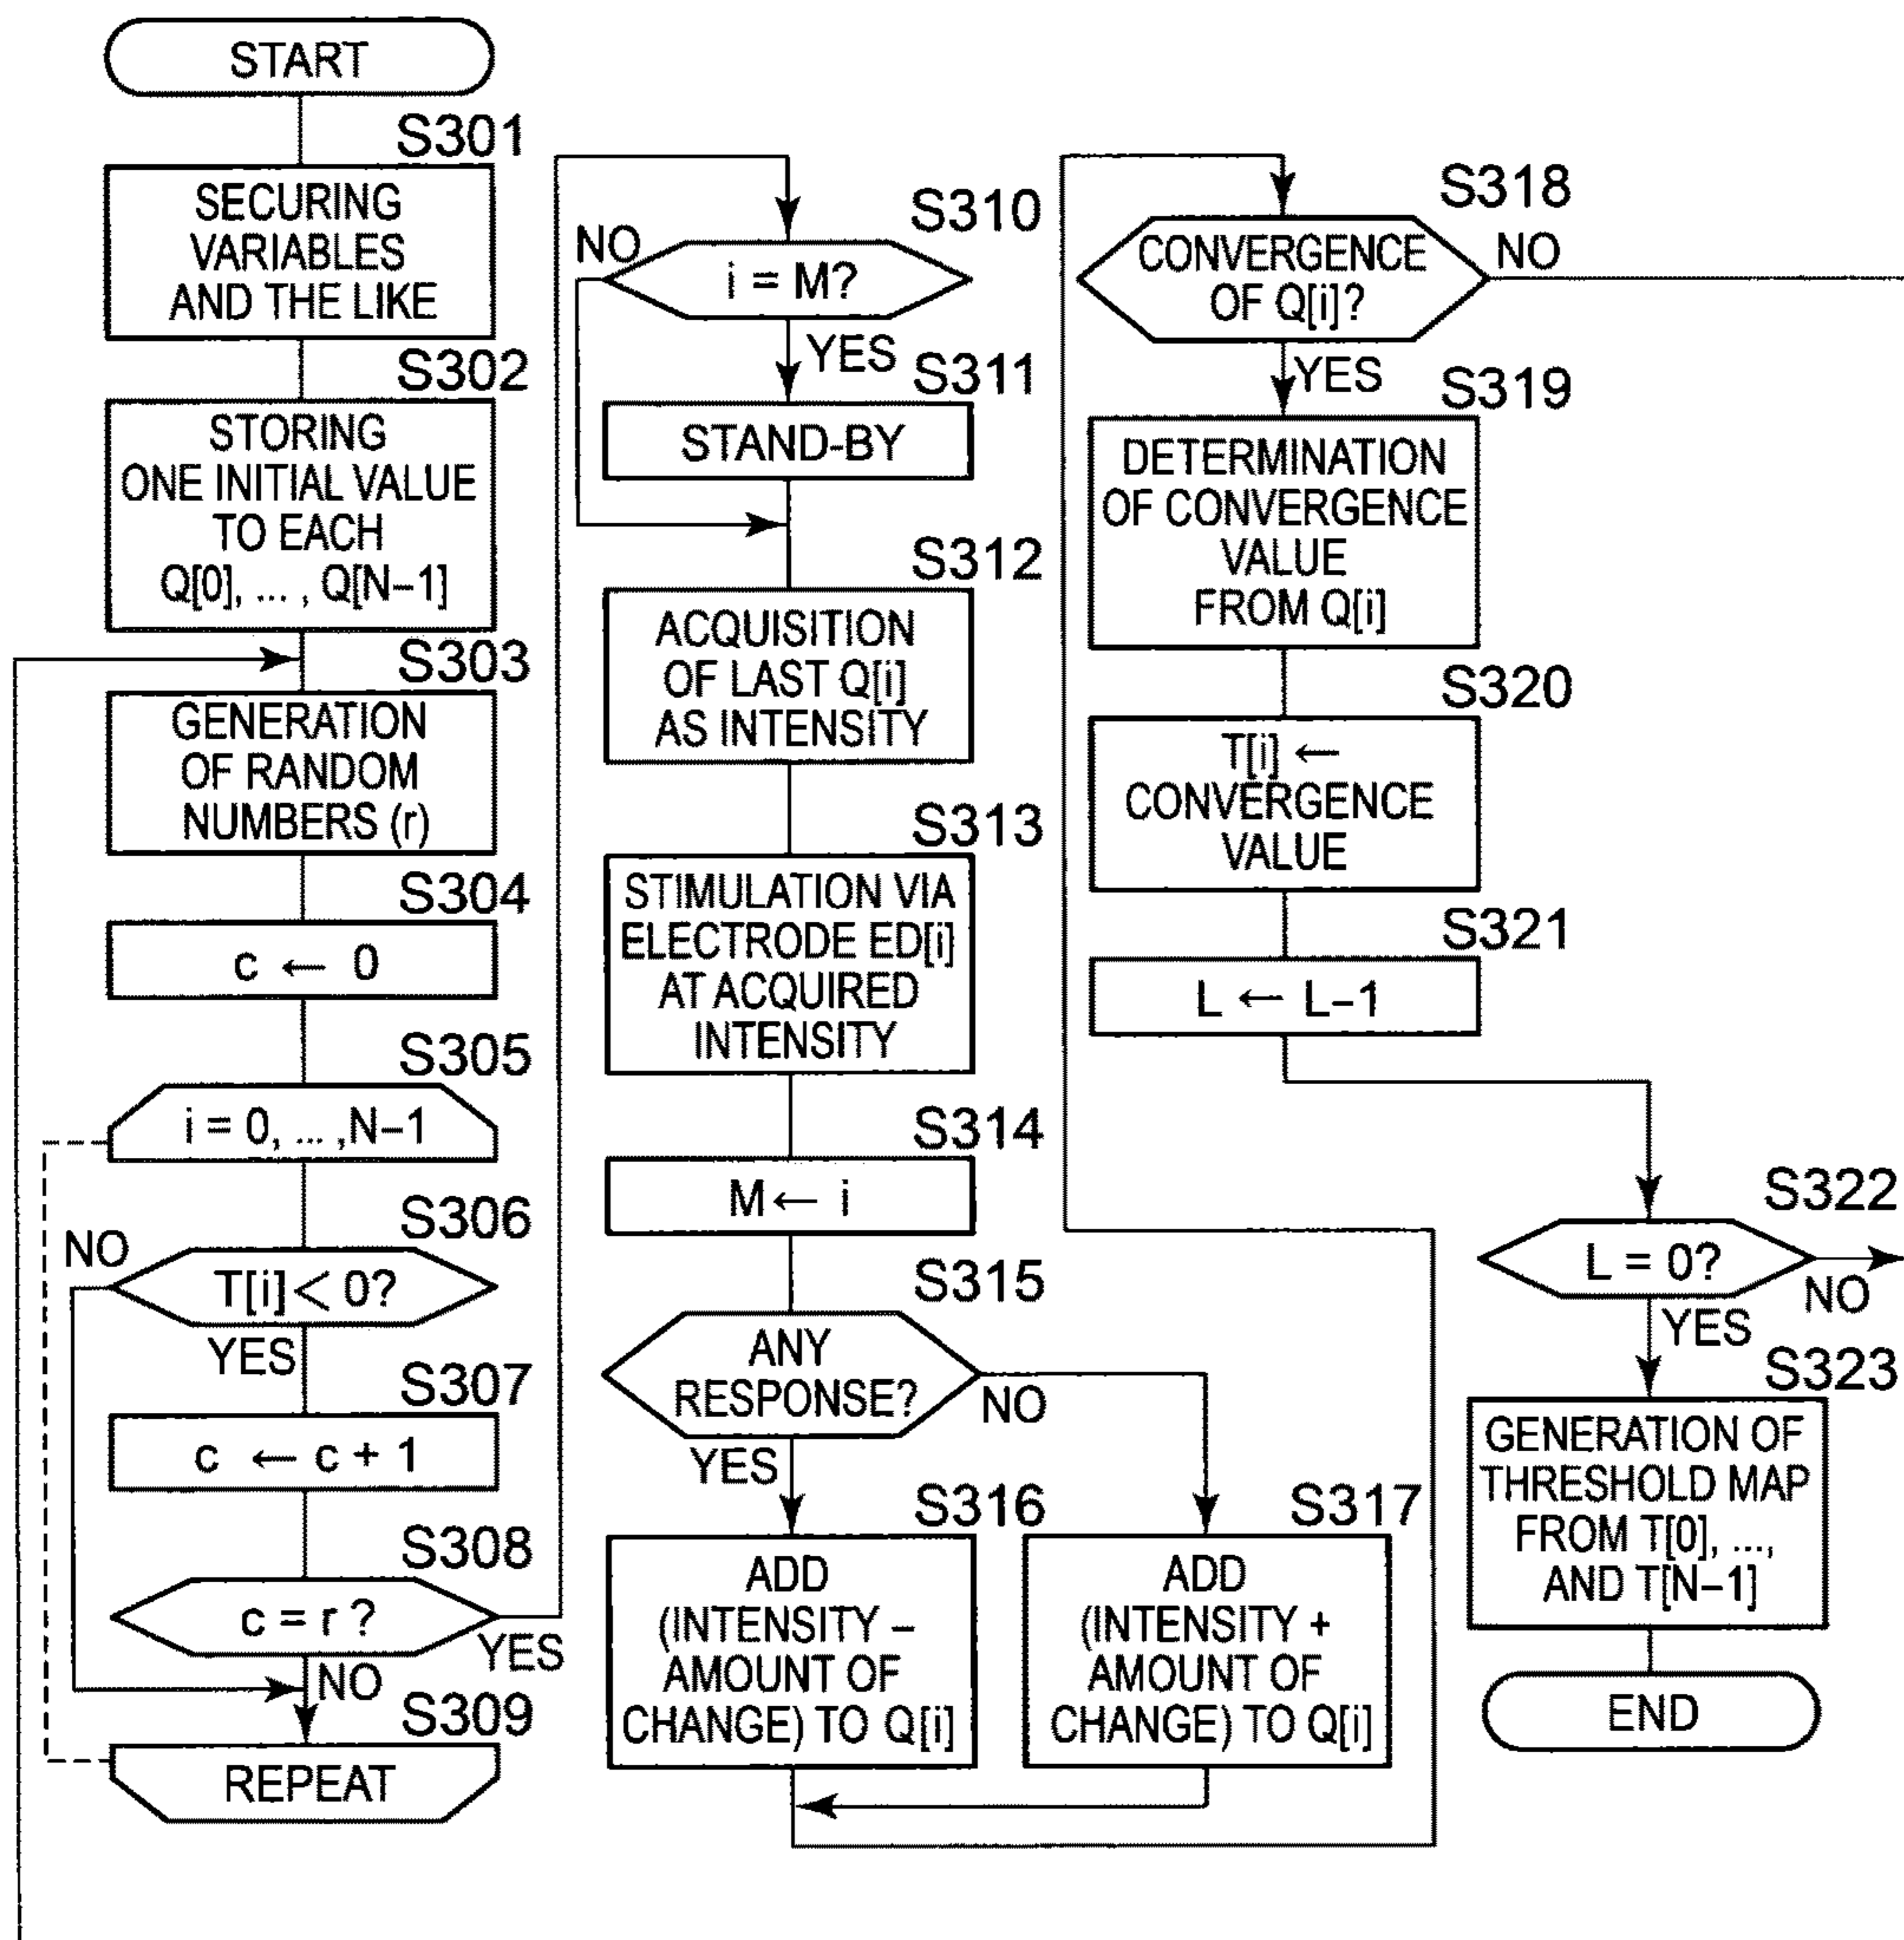 START
S301
SECURING
VARIABLES
AND THE LIKE
S302
STORING
ONE INITIAL VALUE
TO EACH
Q[0], ... , Q[N–1]
S303
GENERATION
OF RANDOM
NUMBERS (r)
S304
c ← 0
S305
i = 0, ... ,N–1
S306
NO
T[i] < 0?
YES
S307
c ← c + 1
S308
c = r ?
YES
NO
S309
REPEAT
S310
NO
i = M?
YES
S311
STAND-BY
S312
ACQUISITION
OF LAST Q[i]
AS INTENSITY
S313
STIMULATION VIA
ELECTRODE ED[i]
AT ACQUIRED
INTENSITY
S314
M ← i
S315
ANY
RESPONSE?
NO
YES
S316
ADD
(INTENSITY –
AMOUNT OF
CHANGE) TO Q[i]
S317
ADD
(INTENSITY +
AMOUNT OF
CHANGE) TO Q[i]
S318
CONVERGENCE
OF Q[i]?
NO
YES
S319
DETERMINATION
OF CONVERGENCE
VALUE
FROM Q[i]
S320
T[i] ←
CONVERGENCE
VALUE
S321
L ← L–1
S322
L = 0?
NO
YES
S323
GENERATION OF
THRESHOLD MAP
FROM T[0], ...,
AND T[N–1]
END